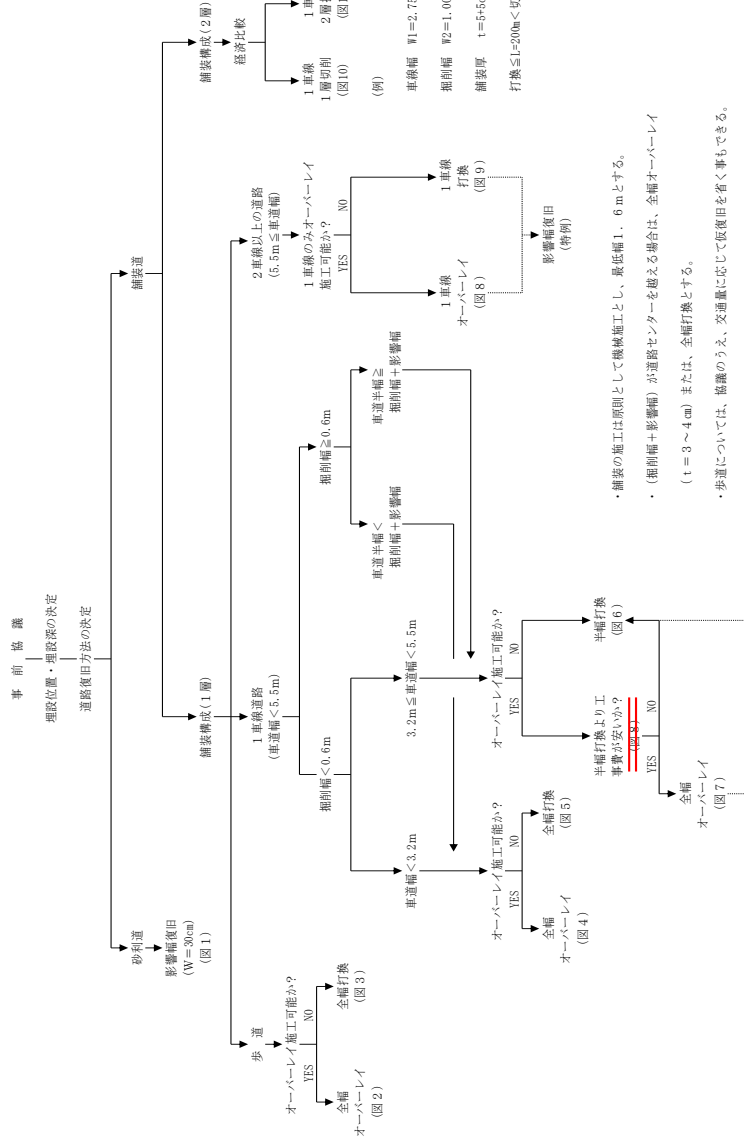 事 前 協 議
埋設位置・埋設深の決定
道路復旧方法の決定
砂利道
影響幅復旧
(W=30cm)
(図1)
舗装道
舗装構成(1層)
舗装構成(2層)
経済比較
1車線
1層切削
(図10)
(例)
車線幅 W1=2.75
掘削幅 W2=1.00
舗装厚 t=5+5c
打換≦L=200m<切
歩 道
オーバーレイ施工可能か?
YES
NO
全幅
オーバーレイ
(図2)
全幅打換
(図3)
1車線道路
(車道幅<5.5m)
掘削幅<0.6m
掘削幅≧0.6m
車道幅<3.2m
3.2m≦車道幅<5.5m
車道半幅<
掘削幅+影響幅
車道半幅≧
掘削幅+影響幅
オーバーレイ施工可能か?
YES
NO
全幅
オーバーレイ
(図4)
全幅打換
(図5)
オーバーレイ施工可能か?
YES
NO
半幅打換より工
事費が安いか?
(図8)
YES
NO
半幅打換
(図6)
全幅
オーバーレイ
(図7)
2車線以上の道路
(5.5m≦車道幅)
1車線のみオーバーレイ
施工可能か?
YES
NO
1車線
オーバーレイ
(図8)
1車線
打換
(図9)
影響幅復旧
(特例)
・舗装の施工は原則として機械施工とし、最低幅1.6mとする。
・(掘削幅+影響幅)が道路センターを越える場合は、全幅オーバーレイ
(t=3~4㎝)または、全幅打換とする。
・歩道については、協議のうえ、交通量に応じて仮復旧を省く事もできる。